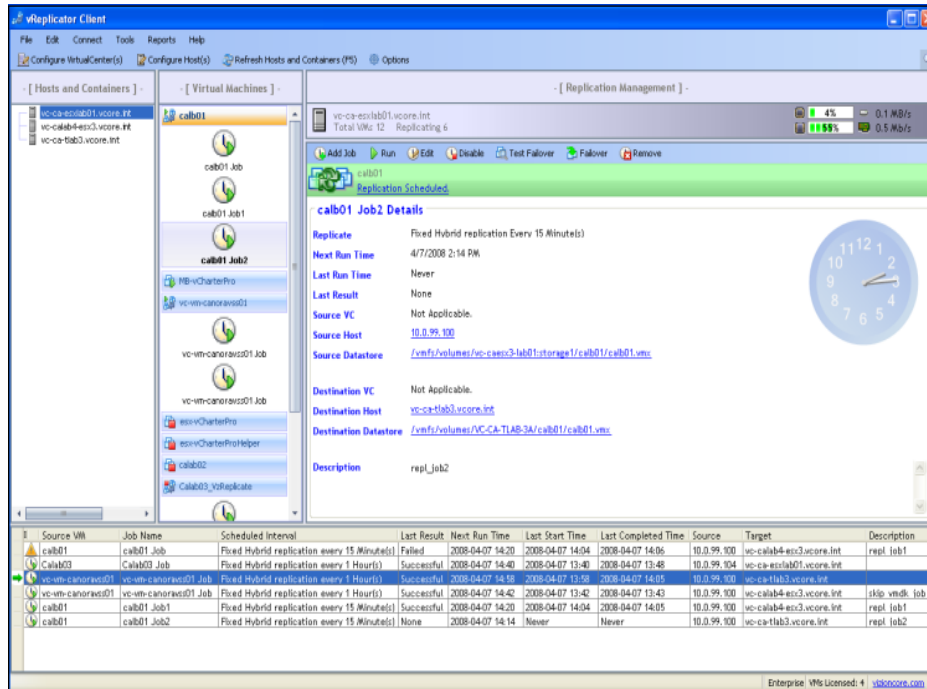 vReplicator Client
File Edit Connect Tools Reports Help
Configure VirtualCenter(s) Configure Host(s) Refresh Hosts and Containers (F5) Options
- [ Hosts and Containers ] -
- [ Virtual Machines ] -
- [ Replication Management ] -
vc-ca-esxlab01.vcore.int
vc-calab4-esx3.vcore.int
vc-ca-tlab3.vcore.int
calb01
calb01 Job
calb01 Job1
calb01 Job2
MB-vCharterPro
vc-vm-canoravss01
vc-vm-canoravss01 Job
vc-vm-canoravss01 Job
esx-vCharterPro
esx-vCharterProHelper
calab02
Calab03_VzReplicate
vc-ca-esxlab01.vcore.int
Total VMs: 12 Replicating 6
4% 0.1 MB/s
55% 0.5 Mb/s
Add Job Run Edit Disable Test Failover Failover Remove
calb01
Replication Scheduled.
calb01 Job2 Details
Replicate Fixed Hybrid replication Every 15 Minute(s)
Next Run Time 4/7/2008 2:14 PM
Last Run Time Never
Last Result None
Source VC Not Applicable.
Source Host 10.0.99.100
Source Datastore /vmfs/volumes/vc-caesx3-lab01:storage1/calb01/calb01.vmx
Destination VC Not Applicable.
Destination Host vc-ca-tlab3.vcore.int
Destination Datastore /vmfs/volumes/VC-CA-TLAB-3A/calb01/calb01.vmx
Description repl_job2
12 1 2 3 4 5 6 7 8 9 10 11
! Source VM Job Name Scheduled Interval Last Result Next Run Time Last Start Time Last Completed Time Source Target Description
calb01 calb01 Job Fixed Hybrid replication every 15 Minute(s) Failed 2008-04-07 14:20 2008-04-07 14:04 2008-04-07 14:06 10.0.99.100 vc-calab4-esx3.vcore.int repl_job1
Calab03 Calab03 Job Fixed Hybrid replication every 1 Hour(s) Successful 2008-04-07 14:40 2008-04-07 13:40 2008-04-07 13:48 10.0.99.104 vc-ca-esxlab01.vcore.int
vc-vm-canoravss01 vc-vm-canoravss01 Job Fixed Hybrid replication every 1 Hour(s) Successful 2008-04-07 14:58 2008-04-07 13:58 2008-04-07 14:05 10.0.99.100 vc-ca-tlab3.vcore.int
vc-vm-canoravss01 vc-vm-canoravss01 Job Fixed Hybrid replication every 1 Hour(s) Successful 2008-04-07 14:42 2008-04-07 13:42 2008-04-07 13:43 10.0.99.100 vc-calab4-esx3.vcore.int skip vmdk job
calb01 calb01 Job1 Fixed Hybrid replication every 15 Minute(s) Successful 2008-04-07 14:20 2008-04-07 14:04 2008-04-07 14:05 10.0.99.100 vc-calab4-esx3.vcore.int repl_job1
calb01 calb01 Job2 Fixed Hybrid replication every 15 Minute(s) None 2008-04-07 14:14 Never Never 10.0.99.100 vc-ca-tlab3.vcore.int repl_job2
Enterprise VMs Licensed: 4 vizioncore.com